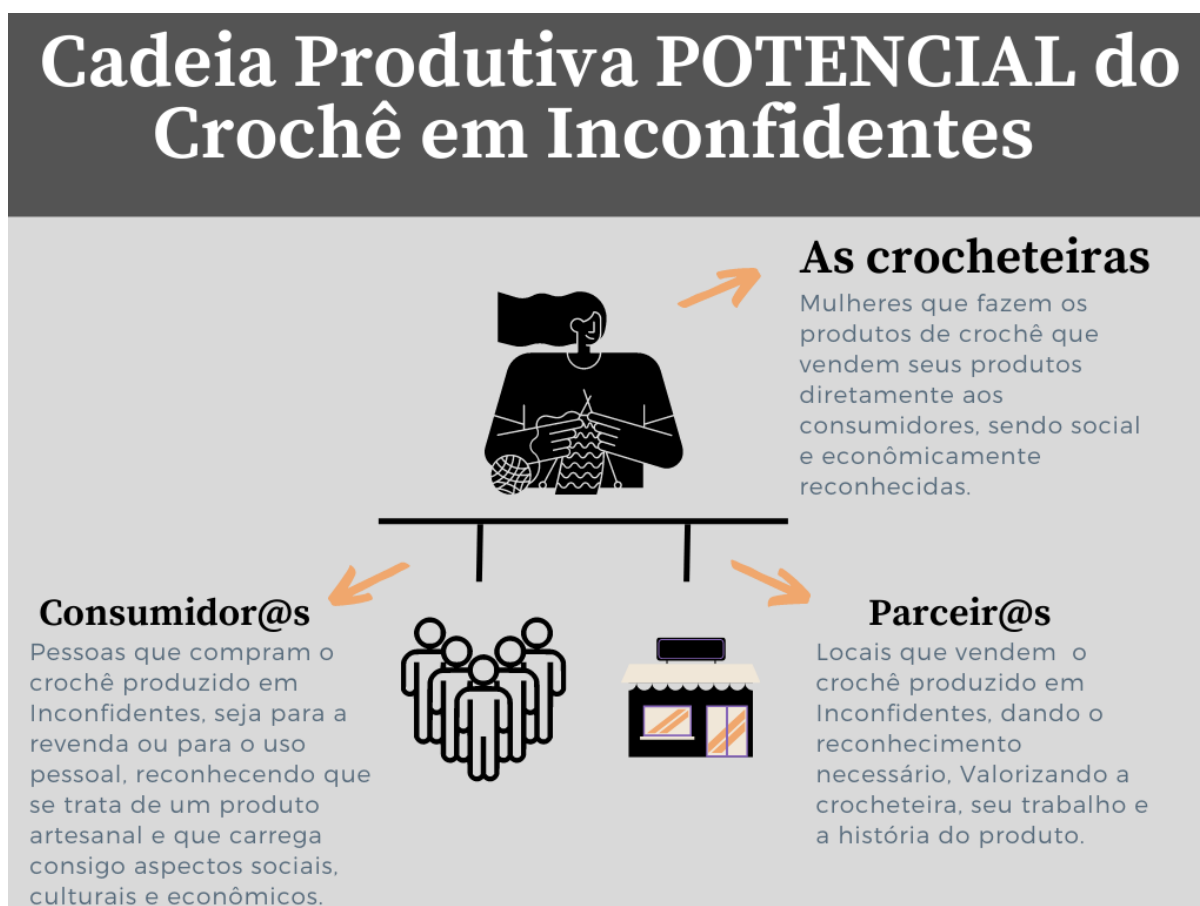 Cadeia Produtiva POTENCIAL do
Crochê em Inconfidentes
As crocheteiras
Mulheres que fazem os
produtos de crochê que
vendem seus produtos
diretamente aos
consumidores, sendo social
e econômicamente
reconhecidas.
Consumidor@s
Pessoas que compram o
crochê produzido em
Inconfidentes, seja para a
revenda ou para o uso
pessoal, reconhecendo que
se trata de um produto
artesanal e que carrega
consigo aspectos sociais,
culturais e econômicos.
Parceir@s
Locais que vendem o
crochê produzido em
Inconfidentes, dando o
reconhecimento
necessário, Valorizando a
crocheteira, seu trabalho e
a história do produto.